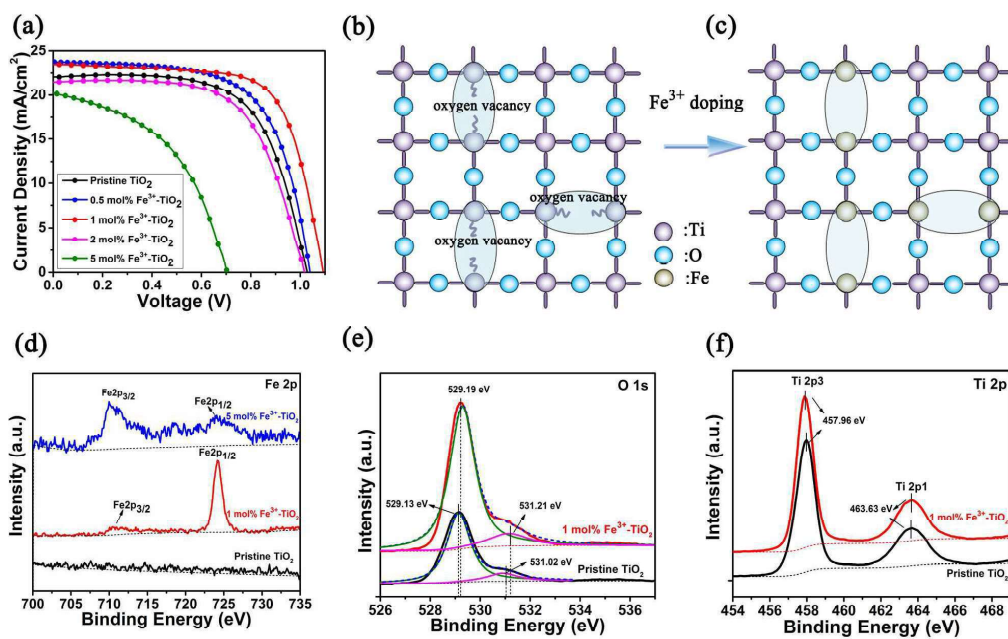 (a)
Current Density (mA/cm²)
25
20
15
10
5
0
Pristine TiO₂
0.5 mol% Fe³⁺-TiO₂
1 mol% Fe³⁺-TiO₂
2 mol% Fe³⁺-TiO₂
5 mol% Fe³⁺-TiO₂
0.0 0.2 0.4 0.6 0.8 1.0
Voltage (V)
(b)
oxygen vacancy
oxygen vacancy
oxygen vacancy
Fe³⁺ doping
:Ti
:O
:Fe
(c)
(d)
Fe 2p
Fe2p3/2
Fe2p1/2
5 mol% Fe³⁺-TiO₂
Fe2p1/2
Fe2p3/2
1 mol% Fe³⁺-TiO₂
Pristine TiO₂
Intensity (a.u.)
700 705 710 715 720 725 730 735
Binding Energy (eV)
(e)
O 1s
529.19 eV
529.13 eV
531.21 eV
1 mol% Fe³⁺-TiO₂
531.02 eV
Pristine TiO₂
Intensity (a.u.)
526 528 530 532 534 536
Binding Energy (eV)
(f)
Ti 2p
Ti 2p3
457.96 eV
Ti 2p1
463.63 eV
1 mol% Fe³⁺-TiO₂
Pristine TiO₂
Intensity (a.u.)
454 456 458 460 462 464 466 468
Binding Energy (eV)